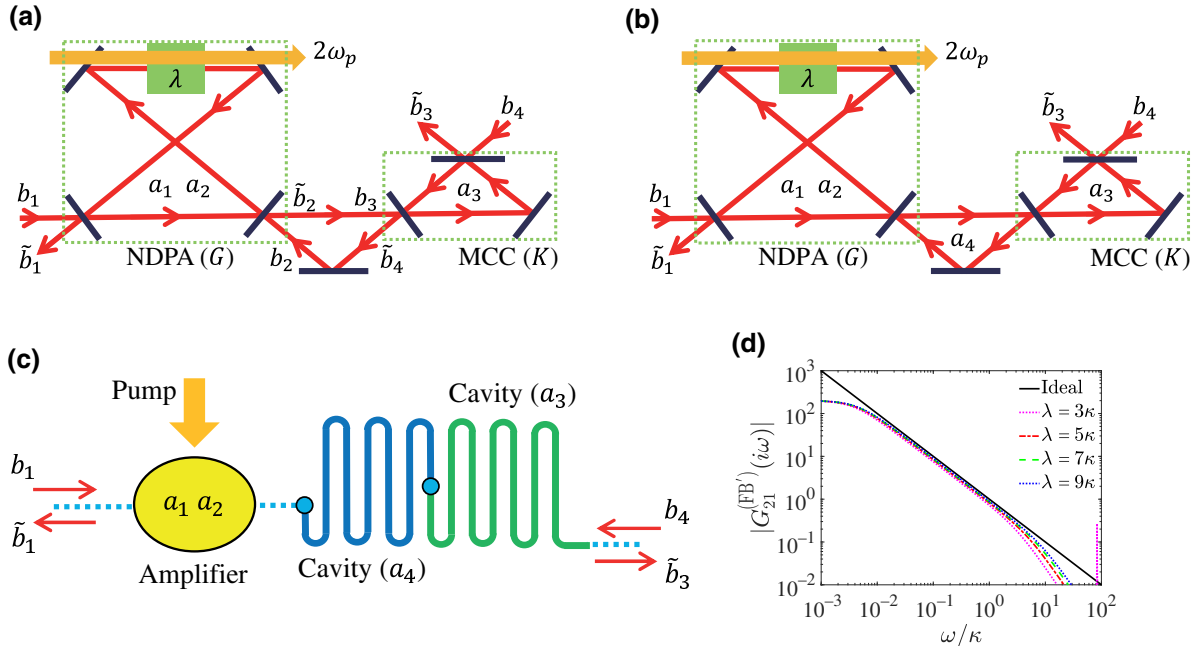 (a)
2ω_p
λ
b̃_3
b_4
a_1 a_2
a_3
b_1
b̃_2
b_3
b̃_1
NDPA (G)
b_2
b̃_4
MCC (K)
(b)
2ω_p
λ
b̃_3
b_4
a_1 a_2
a_3
b_1
a_4
b̃_1
NDPA (G)
MCC (K)
(c)
Pump
Cavity (a_3)
b_1
a_1 a_2
b̃_1
b_4
b̃_3
Amplifier
Cavity (a_4)
(d)
|G_21^(FB′)(iω)|
10^3
10^2
10^1
10^0
10^-1
10^-2
Ideal
λ = 3κ
λ = 5κ
λ = 7κ
λ = 9κ
10^-3 10^-2 10^-1 10^0 10^1 10^2
ω/κ